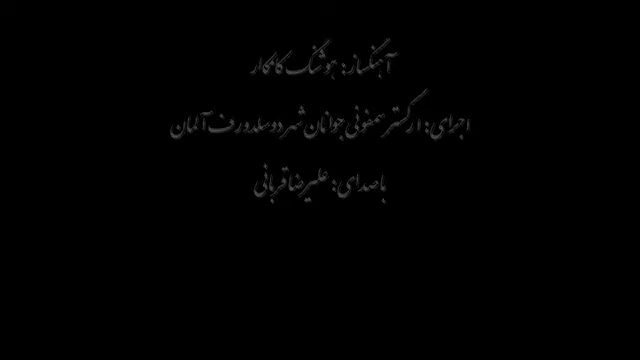 آهنگساز: هوشنگ کامکار
اجرای: ارکستر سمفونی جوانان شهر دوسلدورف آلمان
با صدای: علیرضا قربانی